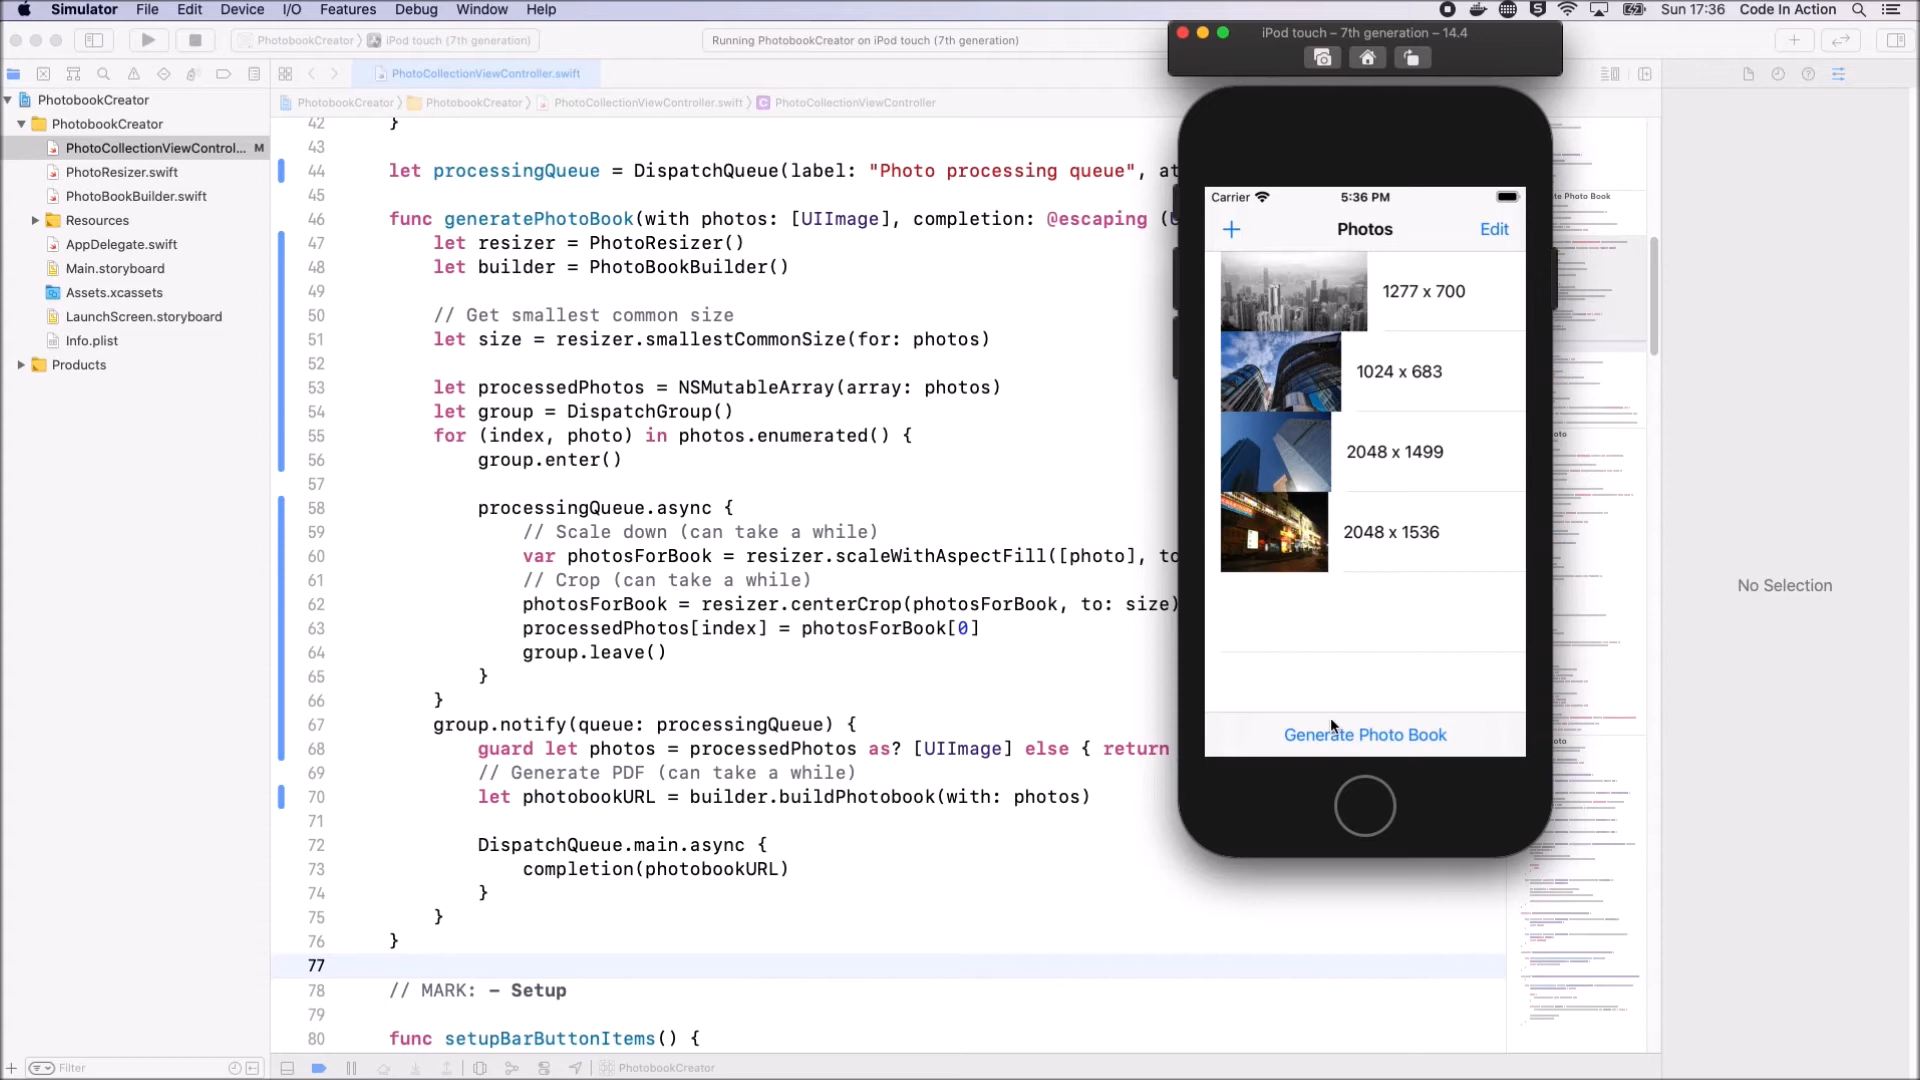 Simulator File Edit Device I/O Features Debug Window Help
Sun 17:36 Code In Action
PhotobookCreator iPod touch (7th generation)
Running PhotobookCreator on iPod touch (7th generation)
iPod touch – 7th generation – 14.4
PhotoCollectionViewController.swift
PhotobookCreator PhotobookCreator PhotoCollectionViewController.swift C PhotoCollectionViewController
PhotobookCreator
PhotobookCreator
PhotoCollectionViewControl... M
PhotoResizer.swift
PhotoBookBuilder.swift
Resources
AppDelegate.swift
Main.storyboard
Assets.xcassets
LaunchScreen.storyboard
Info.plist
Products
Filter
42 }
43
44 let processingQueue = DispatchQueue(label: "Photo processing queue", at
45
46 func generatePhotoBook(with photos: [UIImage], completion: @escaping (
47 let resizer = PhotoResizer()
48 let builder = PhotoBookBuilder()
49
50 // Get smallest common size
51 let size = resizer.smallestCommonSize(for: photos)
52
53 let processedPhotos = NSMutableArray(array: photos)
54 let group = DispatchGroup()
55 for (index, photo) in photos.enumerated() {
56 group.enter()
57
58 processingQueue.async {
59 // Scale down (can take a while)
60 var photosForBook = resizer.scaleWithAspectFill([photo], to
61 // Crop (can take a while)
62 photosForBook = resizer.centerCrop(photosForBook, to: size)
63 processedPhotos[index] = photosForBook[0]
64 group.leave()
65 }
66 }
67 group.notify(queue: processingQueue) {
68 guard let photos = processedPhotos as? [UIImage] else { return
69 // Generate PDF (can take a while)
70 let photobookURL = builder.buildPhotobook(with: photos)
71
72 DispatchQueue.main.async {
73 completion(photobookURL)
74 }
75 }
76 }
77
78 // MARK: - Setup
79
80 func setupBarButtonItems() {
PhotobookCreator
Carrier 5:36 PM
+ Photos Edit
1277 x 700
1024 x 683
2048 x 1499
2048 x 1536
Generate Photo Book
No Selection